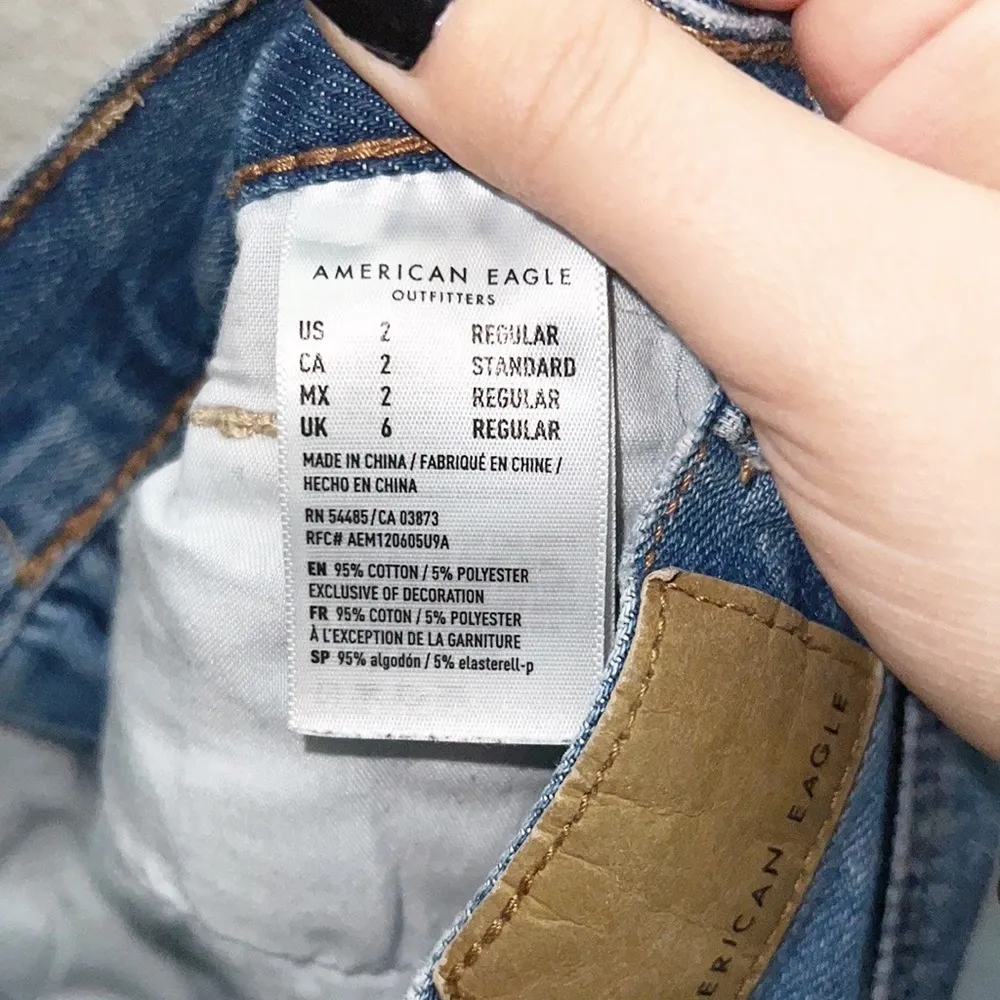 AMERICAN EAGLE
OUTFITTERS
US 2 REGULAR
CA 2 STANDARD
MX 2 REGULAR
UK 6 REGULAR
MADE IN CHINA / FABRIQUÉ EN CHINE /
HECHO EN CHINA
RN 54485/CA 03873
RFC# AEM120605U9A
EN 95% COTTON / 5% POLYESTER
EXCLUSIVE OF DECORATION
FR 95% COTON / 5% POLYESTER
À L'EXCEPTION DE LA GARNITURE
SP 95% algodón / 5% elasterell-p
ERICAN EAGLE